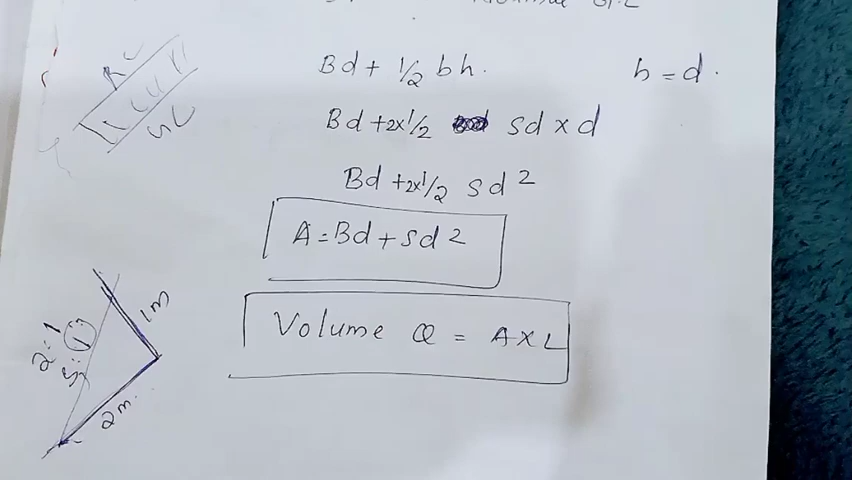 Bd + 1/2 bh.
h = d.
Bd + 2x1/2 sd x d
Bd + 2x1/2 sd2
A = Bd + sd2
Volume Q = A x L
1m
2:1
S:1
2m.